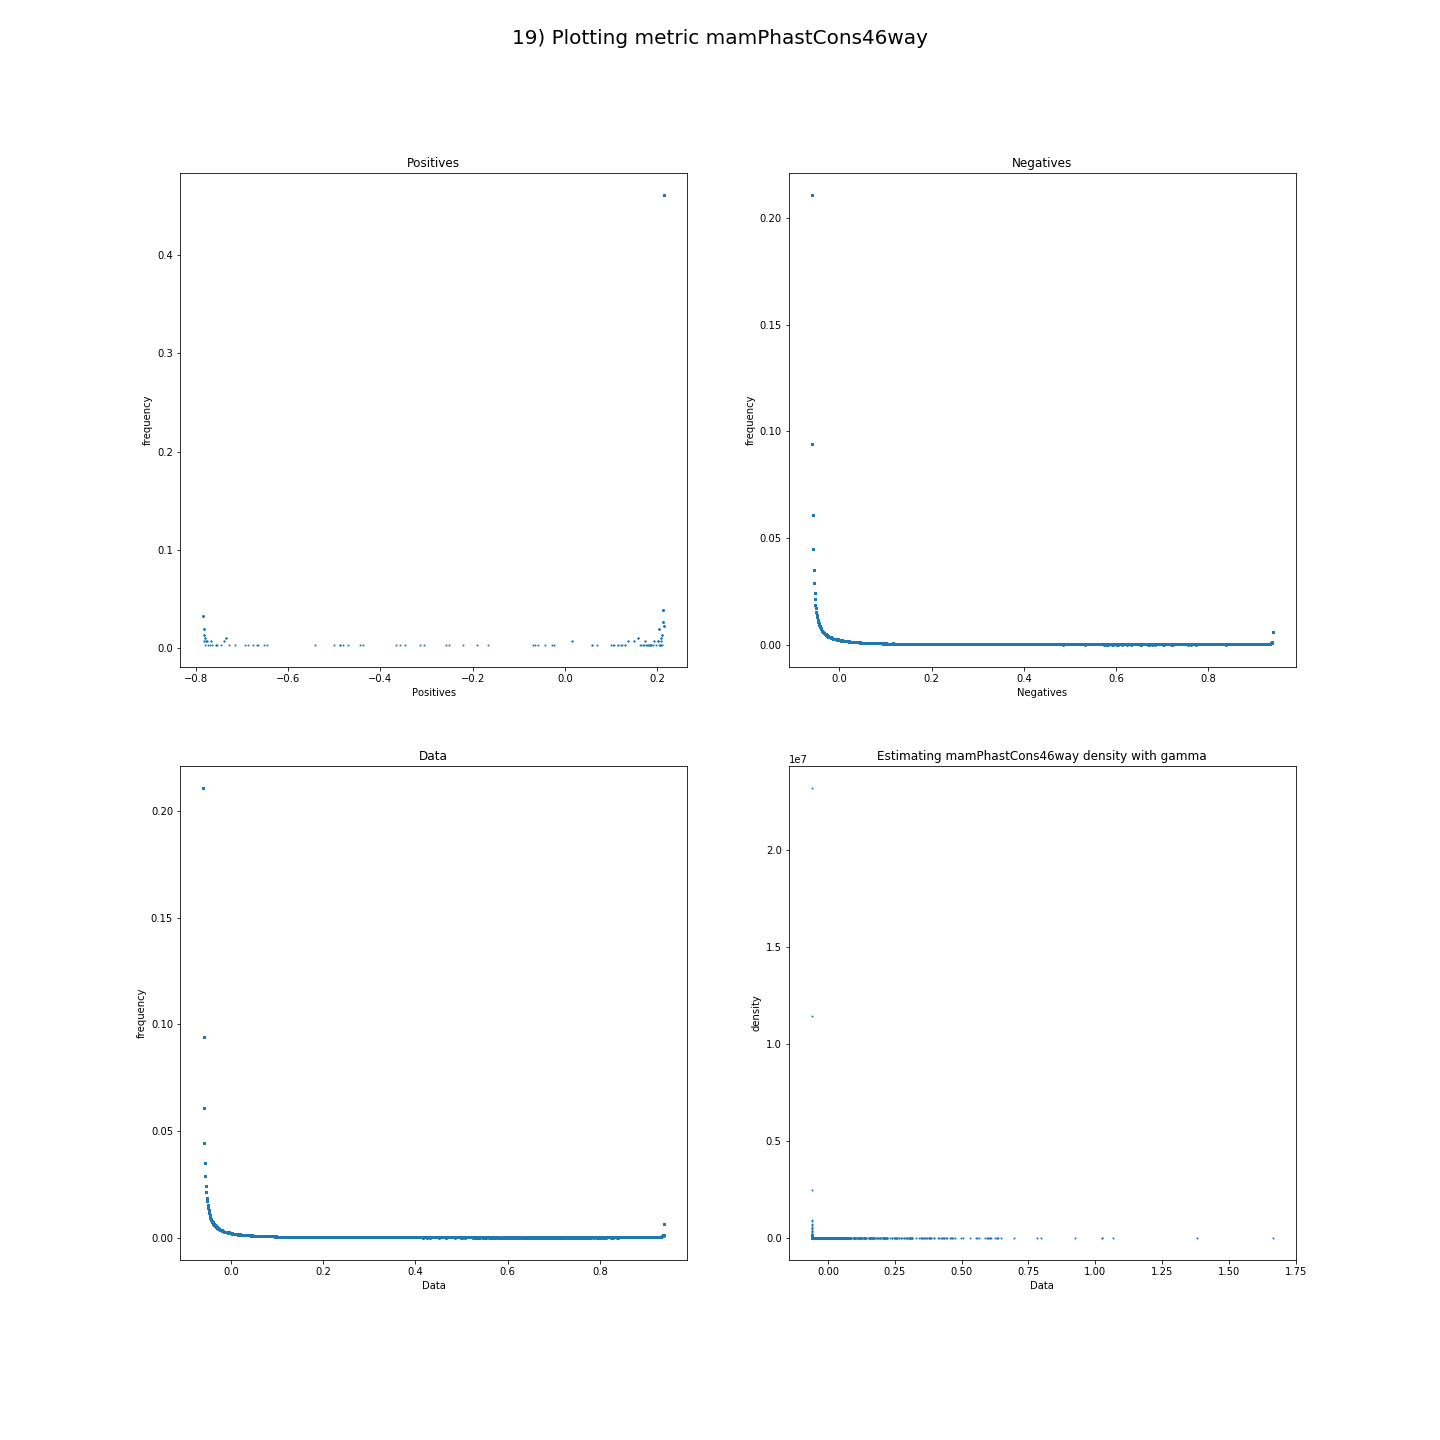 19) Plotting metric mamPhastCons46way
Positives
0.4
0.3
0.2
0.1
0.0
frequency
−0.8 −0.6 −0.4 −0.2 0.0 0.2
Positives
Negatives
0.20
0.15
0.10
0.05
0.00
frequency
0.0 0.2 0.4 0.6 0.8
Negatives
Data
0.20
0.15
0.10
0.05
0.00
frequency
0.0 0.2 0.4 0.6 0.8
Data
Estimating mamPhastCons46way density with gamma
1e7
2.0
1.5
1.0
0.5
0.0
density
0.00 0.25 0.50 0.75 1.00 1.25 1.50 1.75
Data